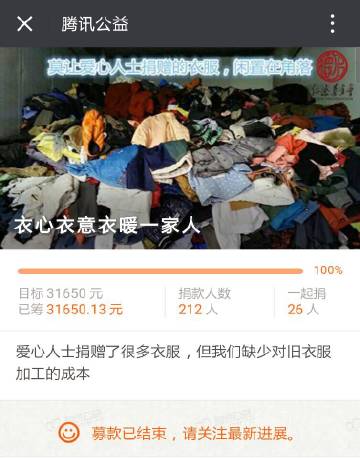 腾讯公益
莫让爱心人士捐赠的衣服，闲置在角落
衣心衣意衣暖一家人
100%
目标 31650 元
已筹 31650.13 元
捐款人数
212 人
一起捐
26 人
爱心人士捐赠了很多衣服，但我们缺少对旧衣服
加工的成本
募款已结束，请关注最新进展。